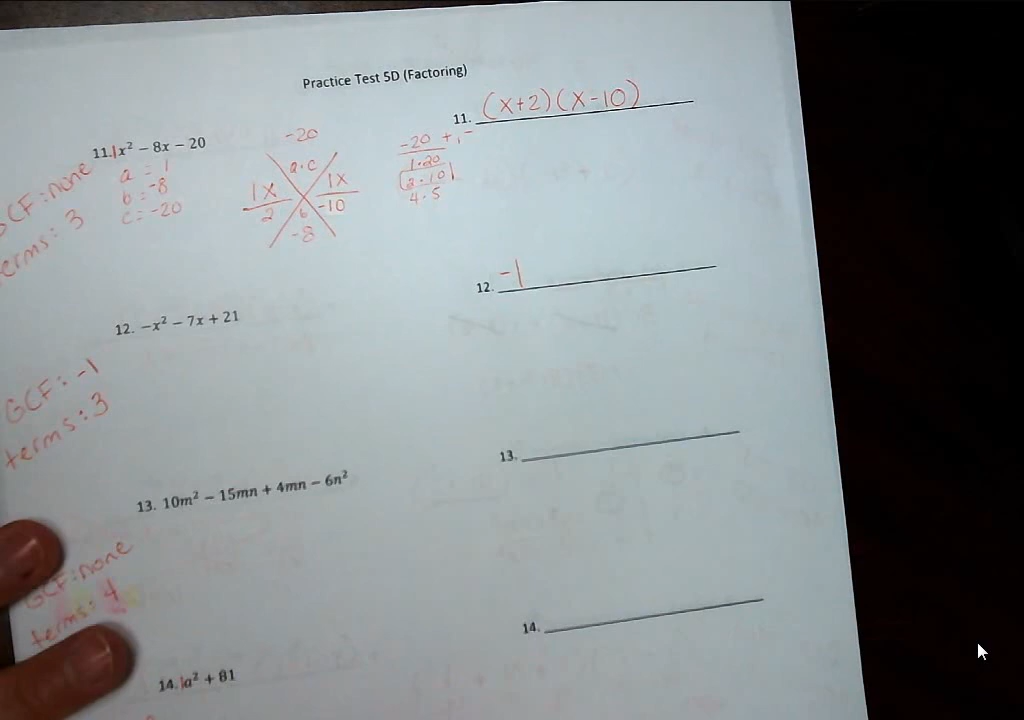 Practice Test 5D (Factoring)
11. (x+2)(x-10)
11. 1x² − 8x − 20
GCF: none
terms: 3
a = 1
b = -8
c = -20
-20
a·c
1x 1x
2 b -10
-8
-20 +,-
1·20
2·10
4·5
12. -1
12. −x² − 7x + 21
GCF: -1
terms: 3
13.
13. 10m² − 15mn + 4mn − 6n²
GCF: none
terms: 4
14.
14. 1a² + 81